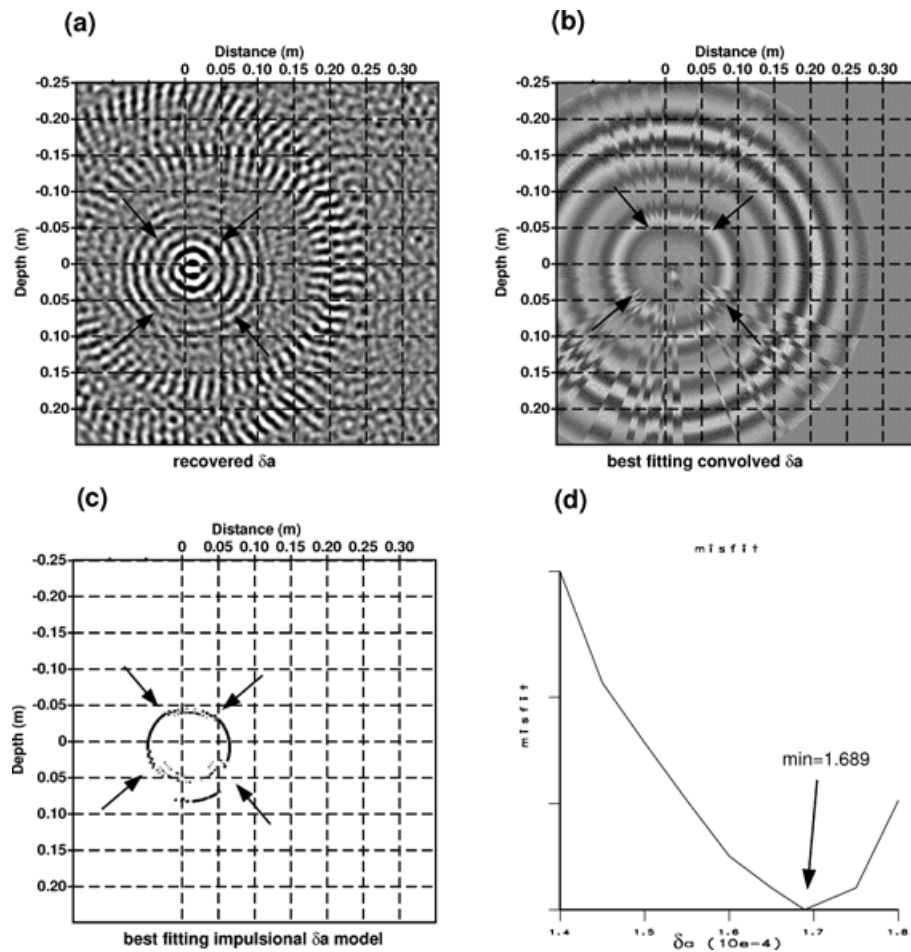 (a)
Distance (m)
0 0.05 0.10 0.15 0.20 0.25 0.30
-0.25
-0.20
-0.15
-0.10
-0.05
0
0.05
0.10
0.15
0.20
Depth (m)
recovered δa
(b)
Distance (m)
0 0.05 0.10 0.15 0.20 0.25 0.30
-0.25
-0.20
-0.15
-0.10
-0.05
0
0.05
0.10
0.15
0.20
Depth (m)
best fitting convolved δa
(c)
Distance (m)
0 0.05 0.10 0.15 0.20 0.25 0.30
-0.25
-0.20
-0.15
-0.10
-0.05
0
0.05
0.10
0.15
0.20
Depth (m)
best fitting impulsional δa model
(d)
misfit
misfit
min=1.689
1.4 1.5 1.6 1.7 1.8
δa (10e-4)